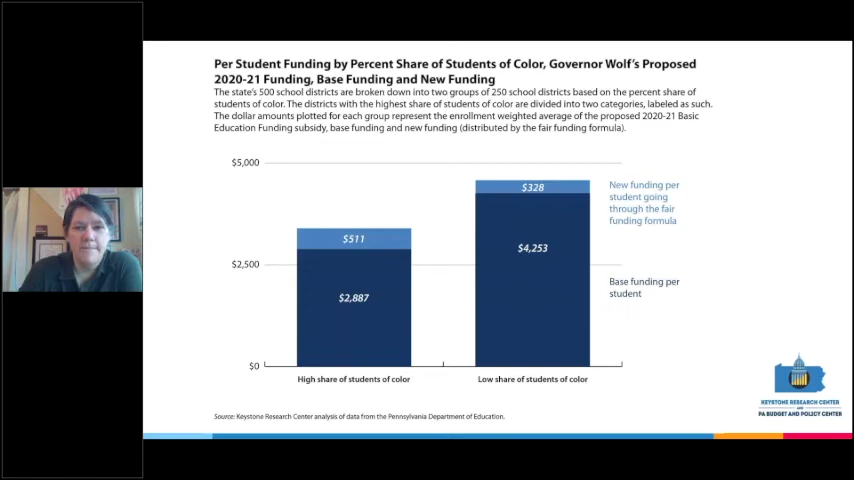 Per Student Funding by Percent Share of Students of Color, Governor Wolf's Proposed
2020-21 Funding, Base Funding and New Funding
The state's 500 school districts are broken down into two groups of 250 school districts based on the percent share of
students of color. The districts with the highest share of students of color are divided into two categories, labeled as such.
The dollar amounts plotted for each group represent the enrollment weighted average of the proposed 2020-21 Basic
Education Funding subsidy, base funding and new funding (distributed by the fair funding formula).
$5,000
$2,500
$0
$511
$2,887
$328
$4,253
New funding per
student going
through the fair
funding formula
Base funding per
student
High share of students of color
Low share of students of color
Source: Keystone Research Center analysis of data from the Pennsylvania Department of Education.
KEYSTONE RESEARCH CENTER
AND
PA BUDGET AND POLICY CENTER